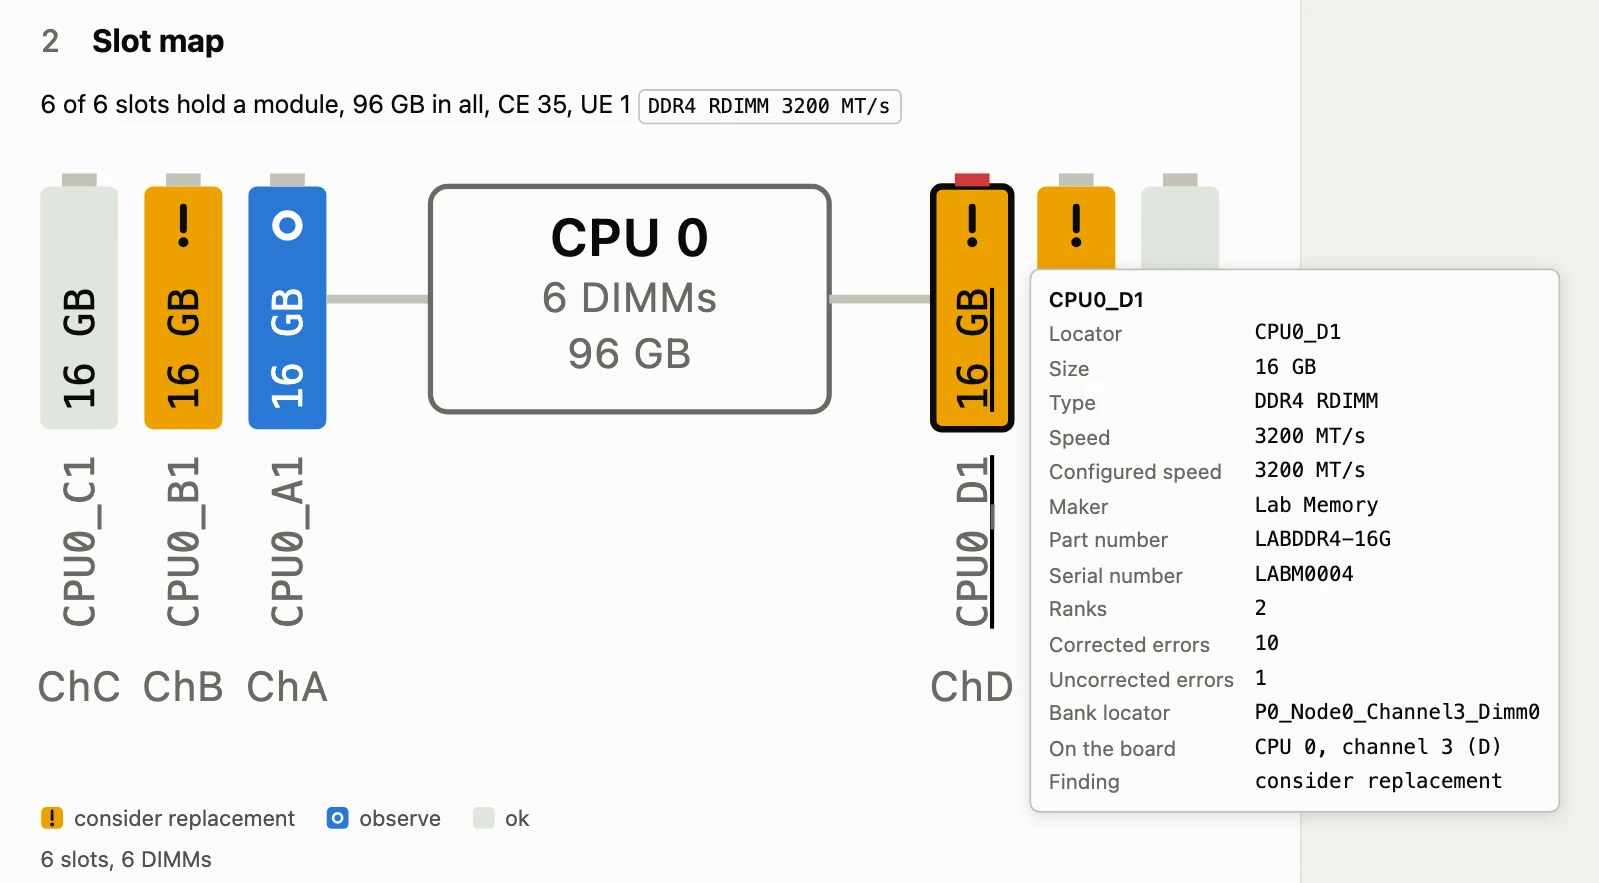 2 Slot map
6 of 6 slots hold a module, 96 GB in all, CE 35, UE 1 DDR4 RDIMM 3200 MT/s
16 GB
! 16 GB
16 GB
CPU 0
6 DIMMs
96 GB
! 16 GB
!
CPU0_C1
CPU0_B1
CPU0_A1
CPU0_D1
ChC ChB ChA ChD
CPU0_D1
Locator CPU0_D1
Size 16 GB
Type DDR4 RDIMM
Speed 3200 MT/s
Configured speed 3200 MT/s
Maker Lab Memory
Part number LABDDR4-16G
Serial number LABM0004
Ranks 2
Corrected errors 10
Uncorrected errors 1
Bank locator P0_Node0_Channel3_Dimm0
On the board CPU 0, channel 3 (D)
Finding consider replacement
! consider replacement observe ok
6 slots, 6 DIMMs